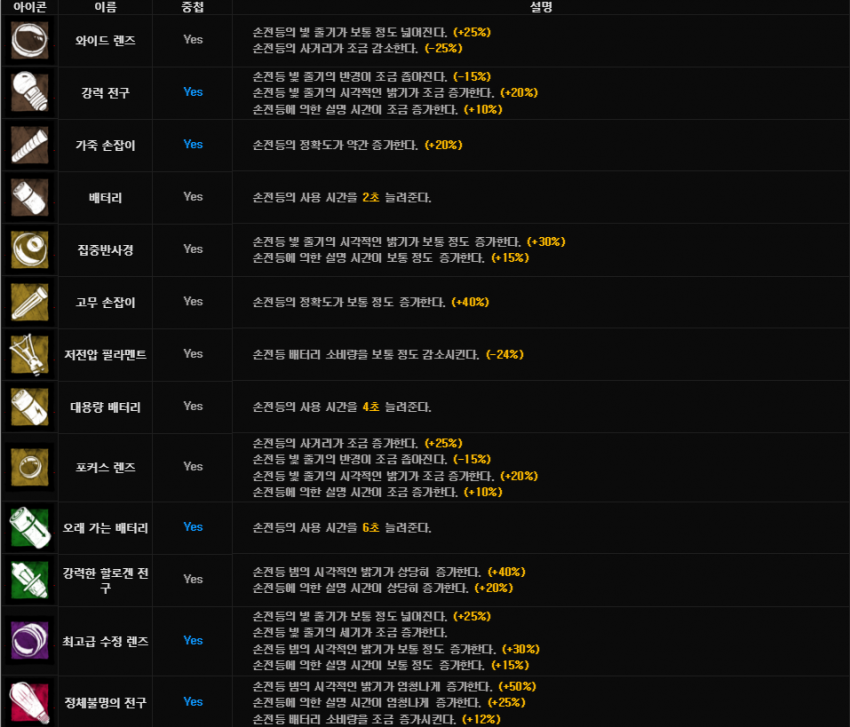 아이콘 이름 중첩 설명
와이드 렌즈 Yes 손전등의 빛 줄기가 보통 정도 넓어진다. (+25%)
손전등의 사거리가 조금 감소한다. (-25%)
강력 전구 Yes 손전등 빛 줄기의 반경이 조금 좁아진다. (-15%)
손전등 빛 줄기의 시각적인 밝기가 조금 증가한다. (+20%)
손전등에 의한 실명 시간이 조금 증가한다. (+10%)
가죽 손잡이 Yes 손전등의 정확도가 약간 증가한다. (+20%)
배터리 Yes 손전등의 사용 시간을 2초 늘려준다.
집중반사경 Yes 손전등 빛 줄기의 시각적인 밝기가 보통 정도 증가한다. (+30%)
손전등에 의한 실명 시간이 보통 정도 증가한다. (+15%)
고무 손잡이 Yes 손전등의 정확도가 보통 정도 증가한다. (+40%)
저전압 필라멘트 Yes 손전등 배터리 소비량을 보통 정도 감소시킨다. (-24%)
대용량 배터리 Yes 손전등의 사용 시간을 4초 늘려준다.
포커스 렌즈 Yes 손전등의 사거리가 조금 증가한다. (+25%)
손전등 빛 줄기의 반경이 조금 좁아진다. (-15%)
손전등 빛 줄기의 시각적인 밝기가 조금 증가한다. (+20%)
손전등에 의한 실명 시간이 조금 증가한다. (+10%)
오래 가는 배터리 Yes 손전등의 사용 시간을 6초 늘려준다.
강력한 할로겐 전구 Yes 손전등 빔의 시각적인 밝기가 상당히 증가한다. (+40%)
손전등에 의한 실명 시간이 상당히 증가한다. (+20%)
최고급 수정 렌즈 Yes 손전등의 빛 줄기가 보통 정도 넓어진다. (+25%)
손전등 빛 줄기의 세기가 조금 증가한다.
손전등 빔의 시각적인 밝기가 보통 정도 증가한다. (+30%)
손전등에 의한 실명 시간이 보통 정도 증가한다. (+15%)
정체불명의 전구 Yes 손전등 빔의 시각적인 밝기가 엄청나게 증가한다. (+50%)
손전등에 의한 실명 시간이 엄청나게 증가한다. (+25%)
손전등 배터리 소비량을 조금 증가시킨다. (+12%)